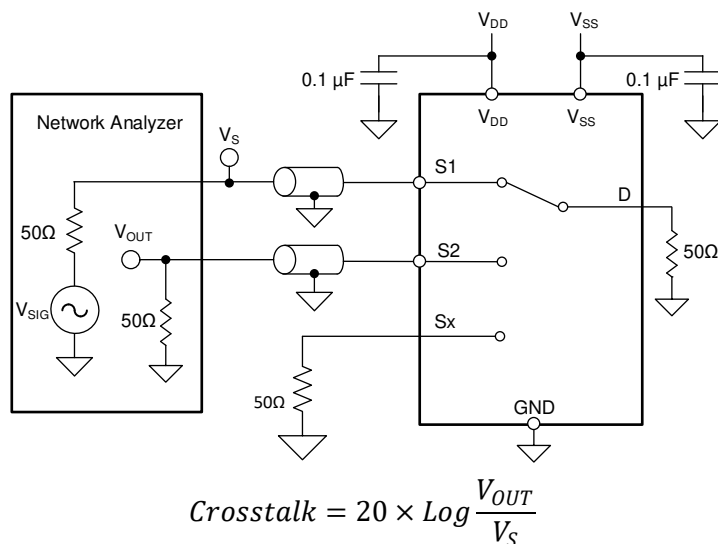 V_DD V_SS
0.1 µF 0.1 µF
Network Analyzer
V_DD V_SS
V_S
S1
D
50Ω
V_OUT
50Ω
S2
V_SIG
50Ω
Sx
50Ω
GND
Crosstalk = 20 × Log V_OUT / V_S